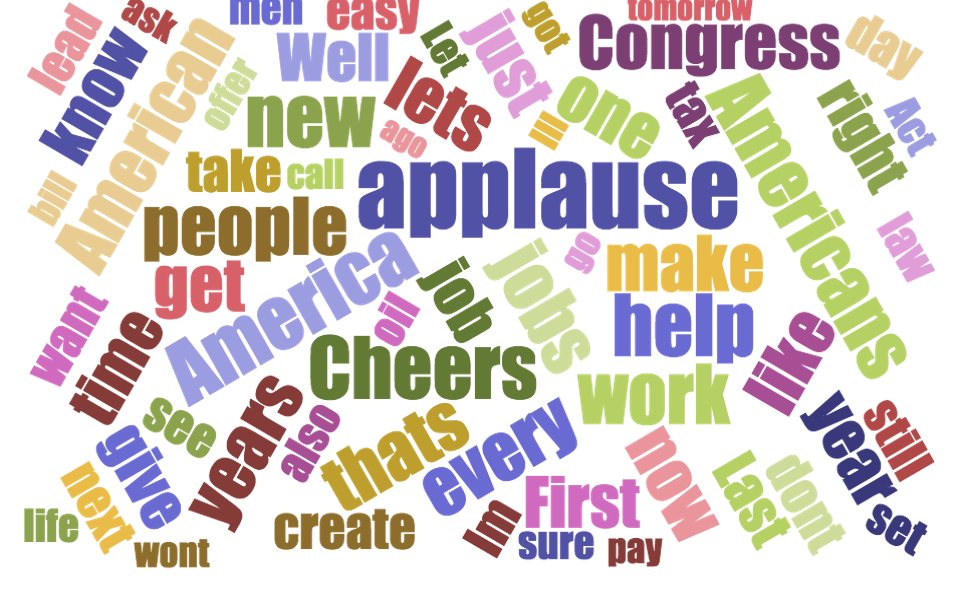 men
easy
got
tomorrow
ask
lead
know
American
offer
Well
Let
just
Congress
day
new
lets
ago
Ill
one
tax
Americans
right
Act
bill
take
call
applause
people
law
get
America
oil
job
jobs
go
make
help
want
time
Cheers
work
like
see
years
also
thats
every
year
still
give
next
life
wont
create
Im
First
sure
pay
now
Last
dont
set